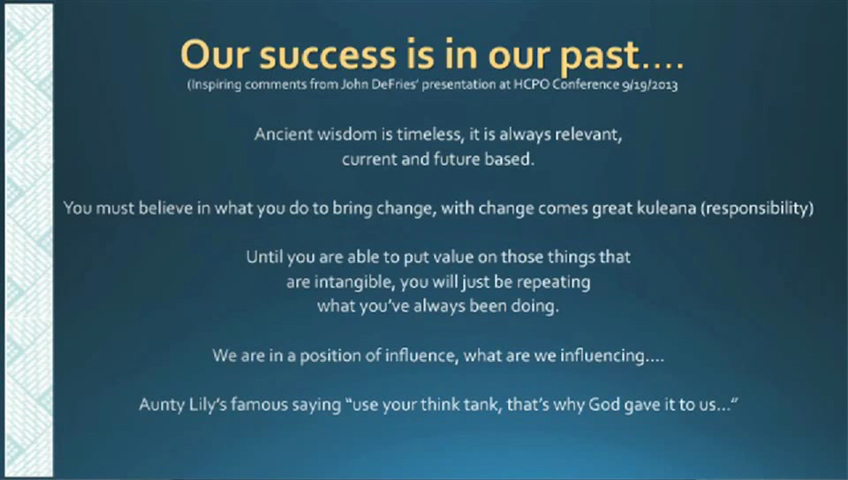 Our success is in our past....
(Inspiring comments from John DeFries' presentation at HCPO Conference 9/19/2013
Ancient wisdom is timeless, it is always relevant,
current and future based.
You must believe in what you do to bring change, with change comes great kuleana (responsibility)
Until you are able to put value on those things that
are intangible, you will just be repeating
what you've always been doing.
We are in a position of influence, what are we influencing....
Aunty Lily's famous saying “use your think tank, that's why God gave it to us...”